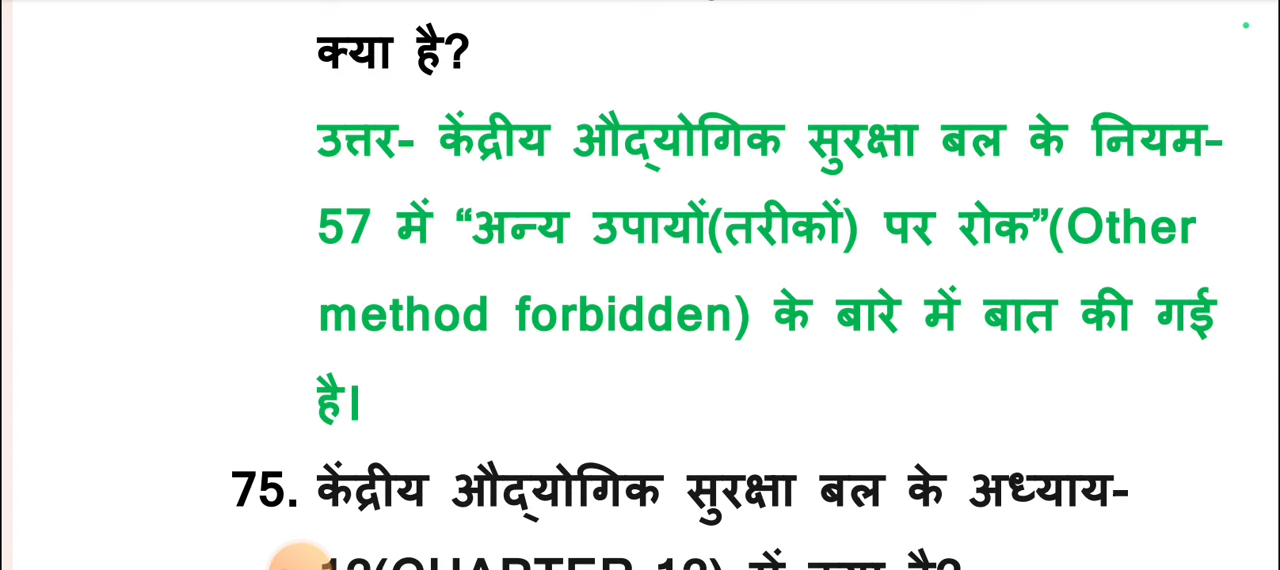 क्या है?
उत्तर- केंद्रीय औद्योगिक सुरक्षा बल के नियम-
57 में “अन्य उपायों(तरीकों) पर रोक”(Other
method forbidden) के बारे में बात की गई
है।
75. केंद्रीय औद्योगिक सुरक्षा बल के अध्याय-
में क्या है?